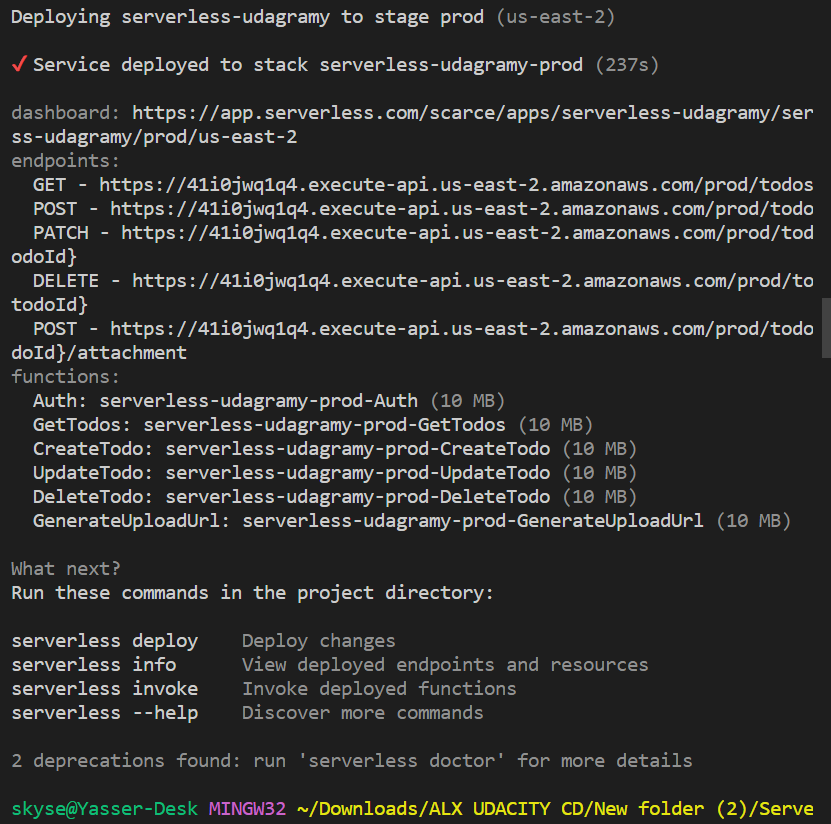 Deploying serverless-udagramy to stage prod (us-east-2)
✓ Service deployed to stack serverless-udagramy-prod (237s)
dashboard: https://app.serverless.com/scarce/apps/serverless-udagramy/ser
ss-udagramy/prod/us-east-2
endpoints:
GET - https://41i0jwq1q4.execute-api.us-east-2.amazonaws.com/prod/todos
POST - https://41i0jwq1q4.execute-api.us-east-2.amazonaws.com/prod/todo
PATCH - https://41i0jwq1q4.execute-api.us-east-2.amazonaws.com/prod/tod
odoId}
DELETE - https://41i0jwq1q4.execute-api.us-east-2.amazonaws.com/prod/to
todoId}
POST - https://41i0jwq1q4.execute-api.us-east-2.amazonaws.com/prod/todo
doId}/attachment
functions:
Auth: serverless-udagramy-prod-Auth (10 MB)
GetTodos: serverless-udagramy-prod-GetTodos (10 MB)
CreateTodo: serverless-udagramy-prod-CreateTodo (10 MB)
UpdateTodo: serverless-udagramy-prod-UpdateTodo (10 MB)
DeleteTodo: serverless-udagramy-prod-DeleteTodo (10 MB)
GenerateUploadUrl: serverless-udagramy-prod-GenerateUploadUrl (10 MB)
What next?
Run these commands in the project directory:
serverless deploy Deploy changes
serverless info View deployed endpoints and resources
serverless invoke Invoke deployed functions
serverless --help Discover more commands
2 deprecations found: run 'serverless doctor' for more details
skyse@Yasser-Desk MINGW32 ~/Downloads/ALX UDACITY CD/New folder (2)/Serve